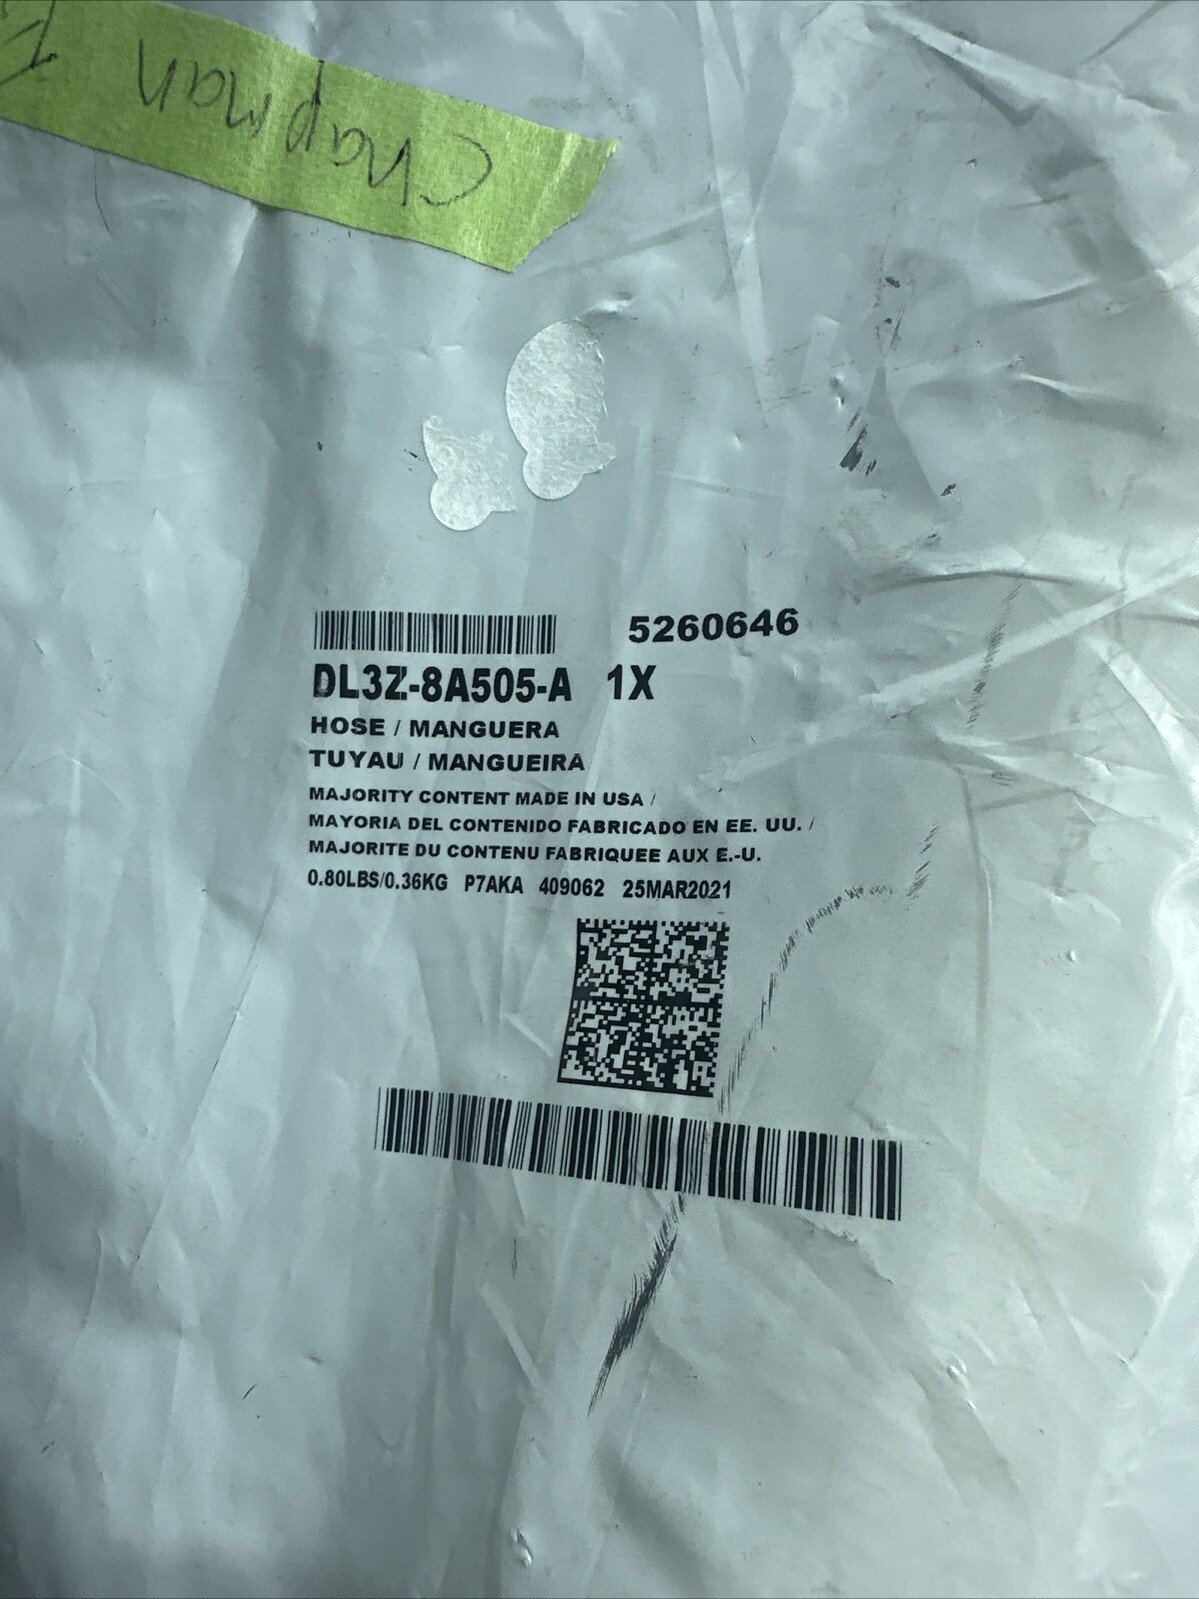 Chapman
5260646
DL3Z-8A505-A 1X
HOSE / MANGUERA
TUYAU / MANGUEIRA
MAJORITY CONTENT MADE IN USA /
MAYORIA DEL CONTENIDO FABRICADO EN EE. UU. /
MAJORITE DU CONTENU FABRIQUEE AUX E.-U.
0.80LBS/0.36KG P7AKA 409062 25MAR2021